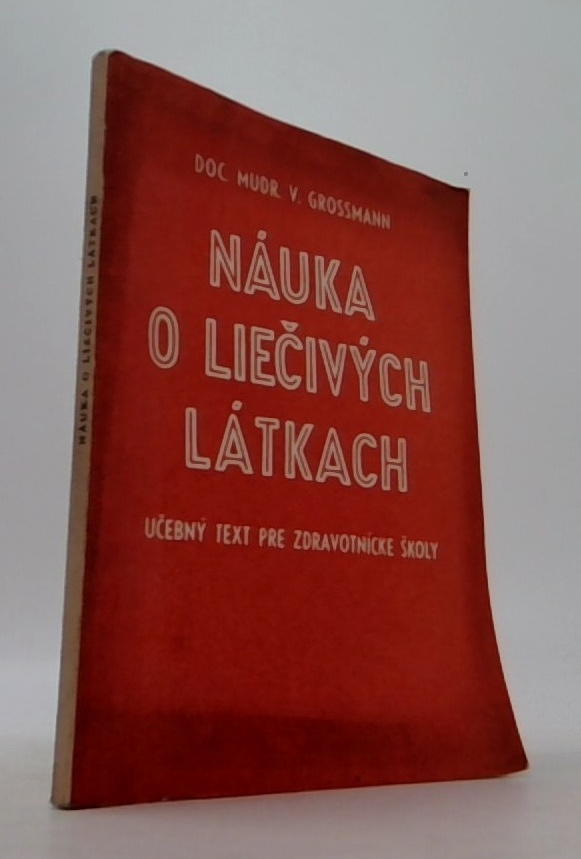 DOC. MUDR. V. GROSSMANN
NÁUKA
O LIEČIVÝCH
LÁTKACH
UČEBNÝ TEXT PRE ZDRAVOTNÍCKE ŠKOLY
NÁUKA O LIEČIVÝCH LÁTKACH